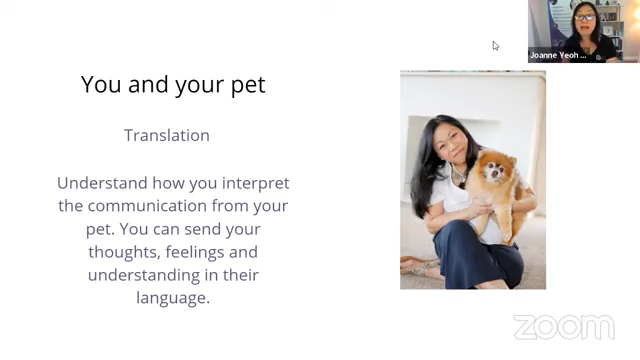 Joanne Yeoh ...
You and your pet
Translation
Understand how you interpret
the communication from your
pet. You can send your
thoughts, feelings and
understanding in their
language.
zoom